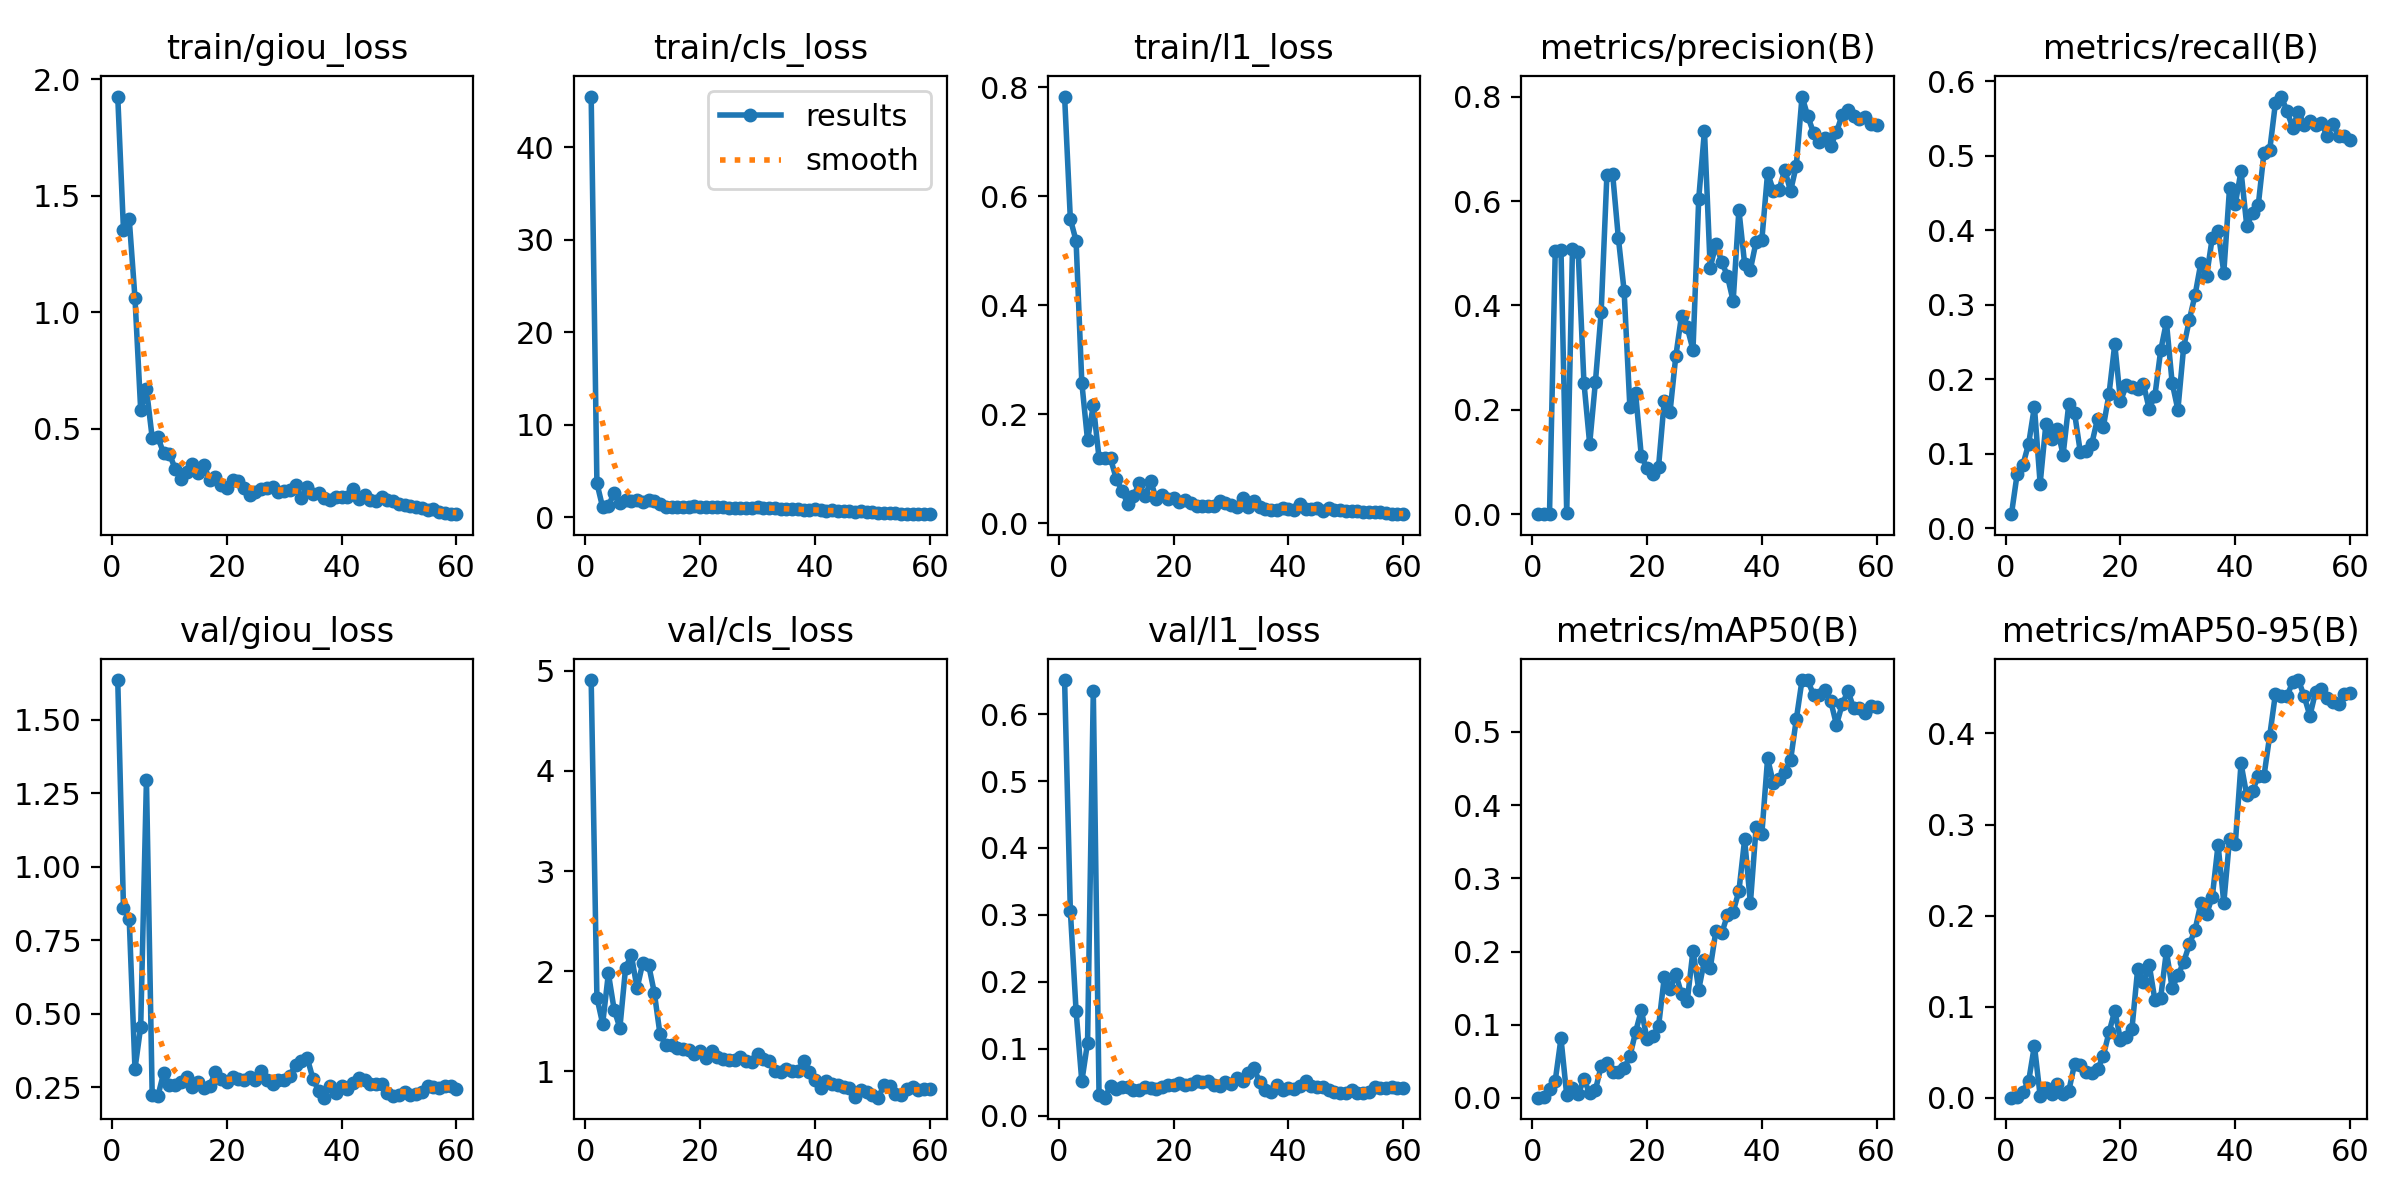 train/giou_loss
train/cls_loss
train/l1_loss
metrics/precision(B)
metrics/recall(B)
2.0
1.5
1.0
0.5
0 20 40 60
40
30
20
10
0
results
smooth
0 20 40 60
0.8
0.6
0.4
0.2
0.0
0 20 40 60
0.8
0.6
0.4
0.2
0.0
0 20 40 60
0.6
0.5
0.4
0.3
0.2
0.1
0.0
0 20 40 60
val/giou_loss
val/cls_loss
val/l1_loss
metrics/mAP50(B)
metrics/mAP50-95(B)
1.50
1.25
1.00
0.75
0.50
0.25
0 20 40 60
5
4
3
2
1
0 20 40 60
0.6
0.5
0.4
0.3
0.2
0.1
0.0
0 20 40 60
0.5
0.4
0.3
0.2
0.1
0.0
0 20 40 60
0.4
0.3
0.2
0.1
0.0
0 20 40 60